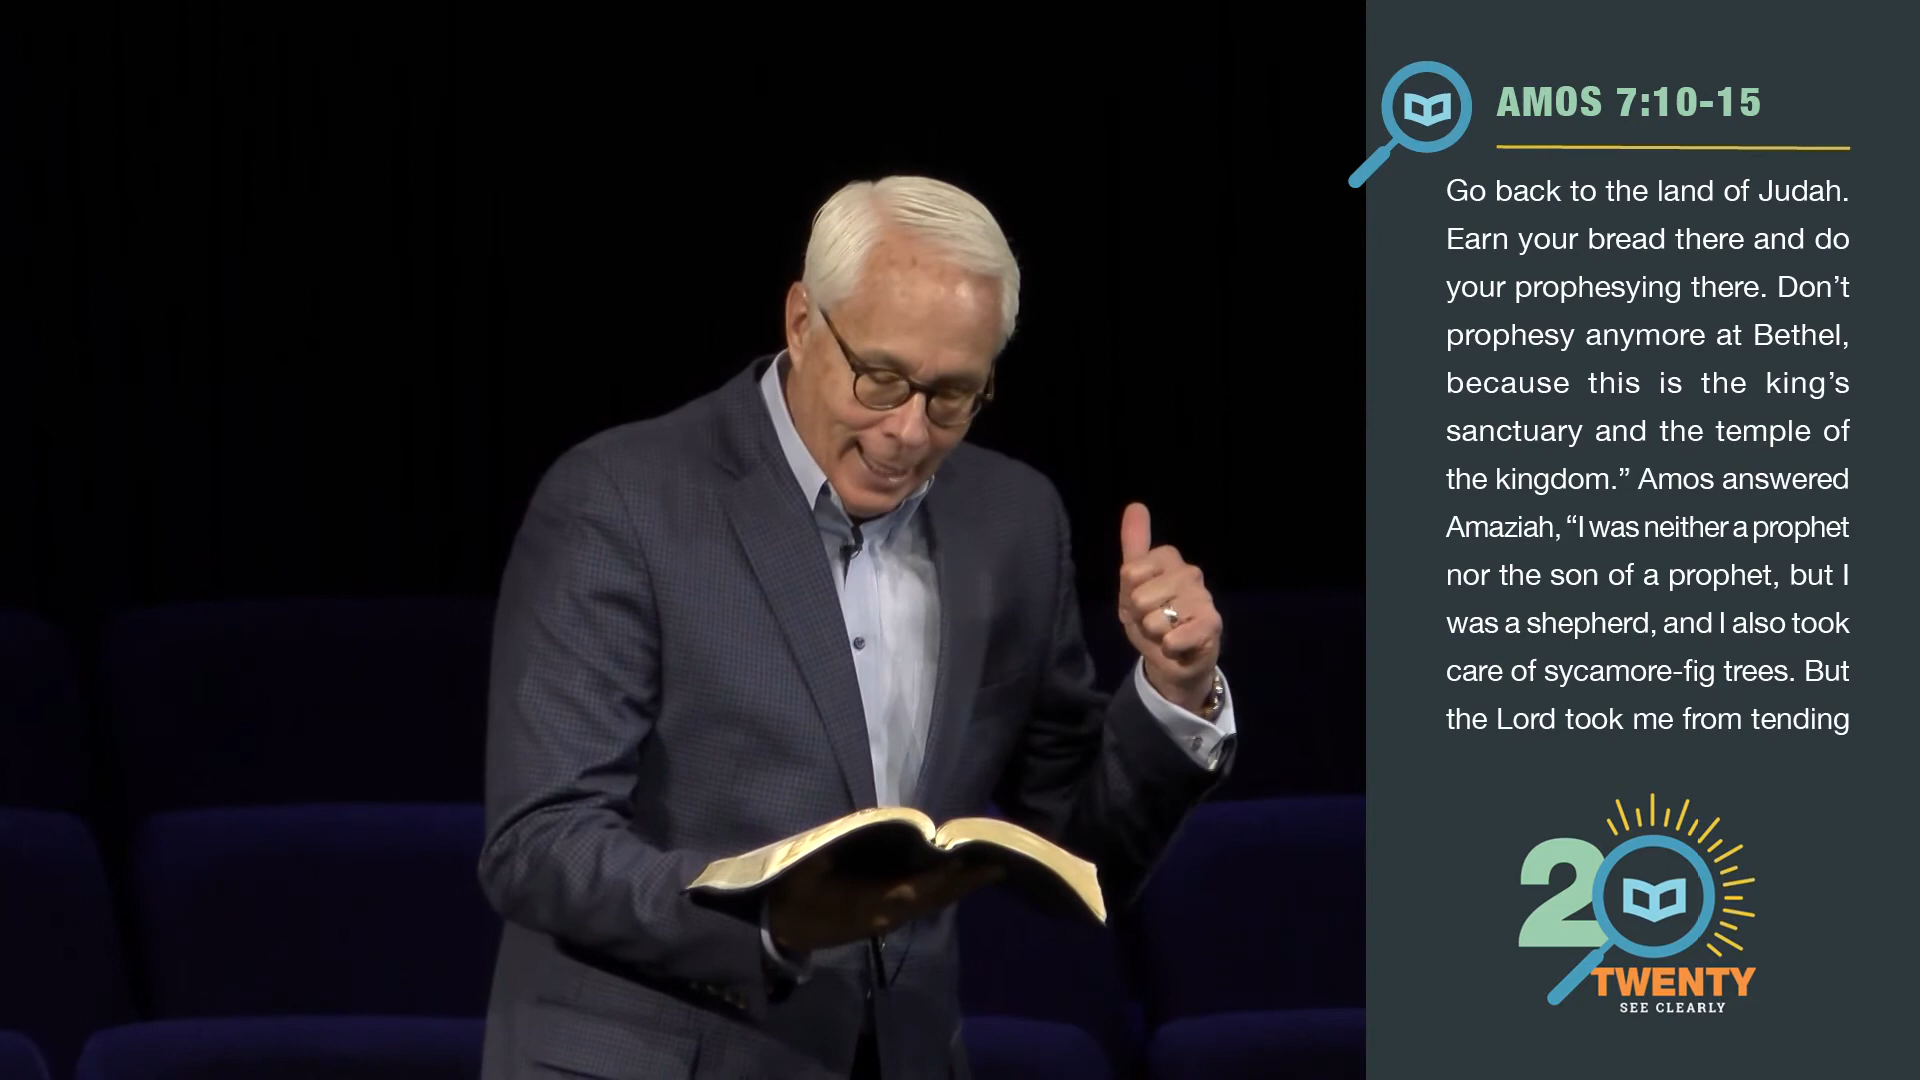 AMOS 7:10-15
Go back to the land of Judah.
Earn your bread there and do
your prophesying there. Don’t
prophesy anymore at Bethel,
because this is the king’s
sanctuary and the temple of
the kingdom.” Amos answered
Amaziah, “I was neither a prophet
nor the son of a prophet, but I
was a shepherd, and I also took
care of sycamore-fig trees. But
the Lord took me from tending
20
TWENTY
SEE CLEARLY